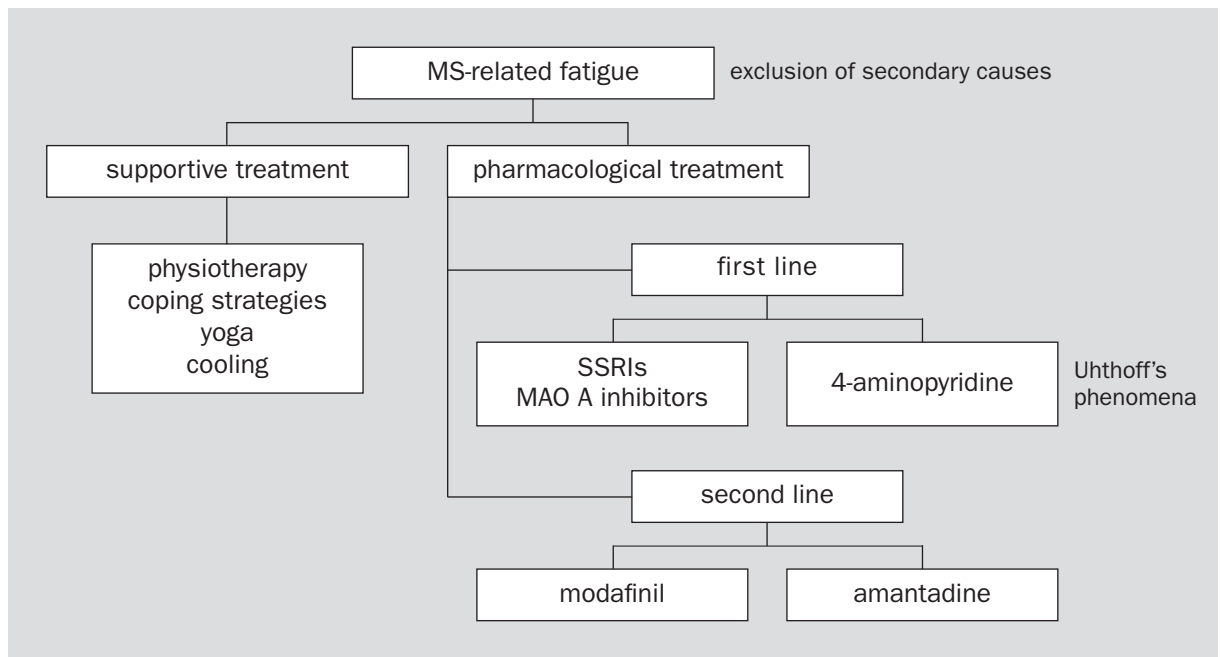 MS-related fatigue
exclusion of secondary causes
supportive treatment
pharmacological treatment
physiotherapy
coping strategies
yoga
cooling
first line
SSRIs
MAO A inhibitors
4-aminopyridine
Uhthoff’s
phenomena
second line
modafinil
amantadine